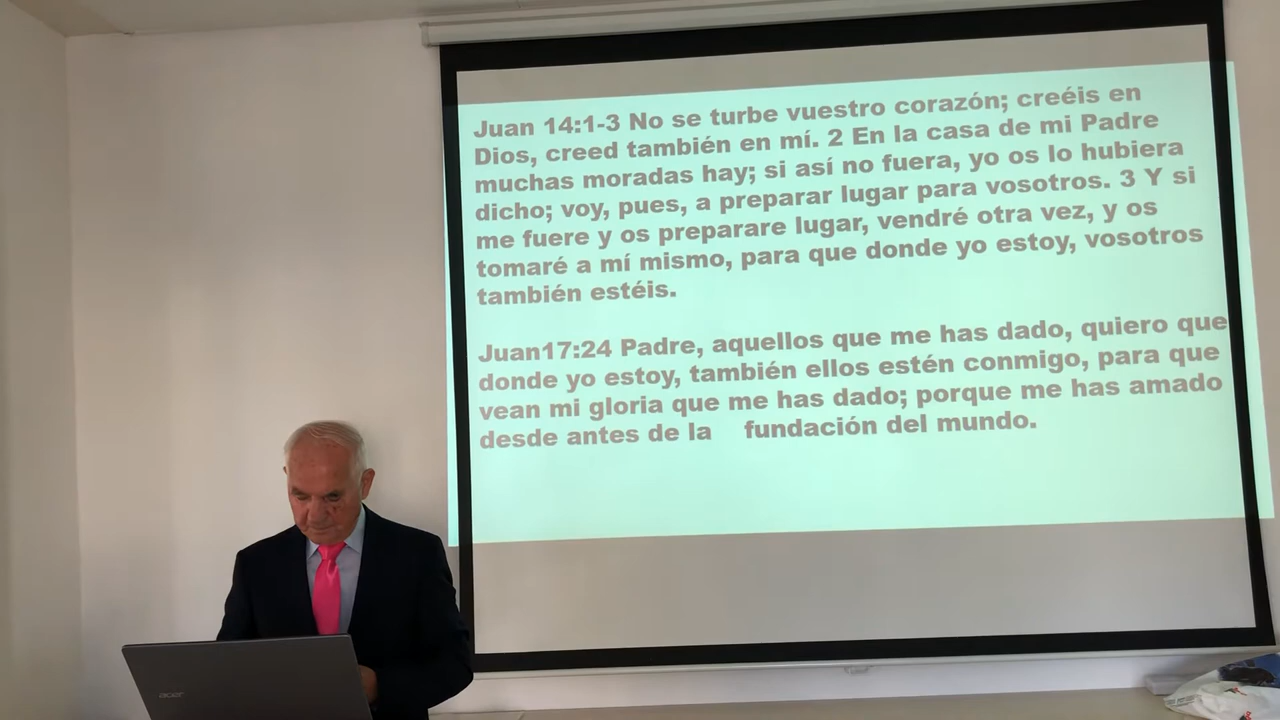 Juan 14:1-3 No se turbe vuestro corazón; creéis en
Dios, creed también en mí. 2 En la casa de mi Padre
muchas moradas hay; si así no fuera, yo os lo hubiera
dicho; voy, pues, a preparar lugar para vosotros. 3 Y si
me fuere y os preparare lugar, vendré otra vez, y os
tomaré a mí mismo, para que donde yo estoy, vosotros
también estéis.
Juan17:24 Padre, aquellos que me has dado, quiero que
donde yo estoy, también ellos estén conmigo, para que
vean mi gloria que me has dado; porque me has amado
desde antes de la fundación del mundo.
acer